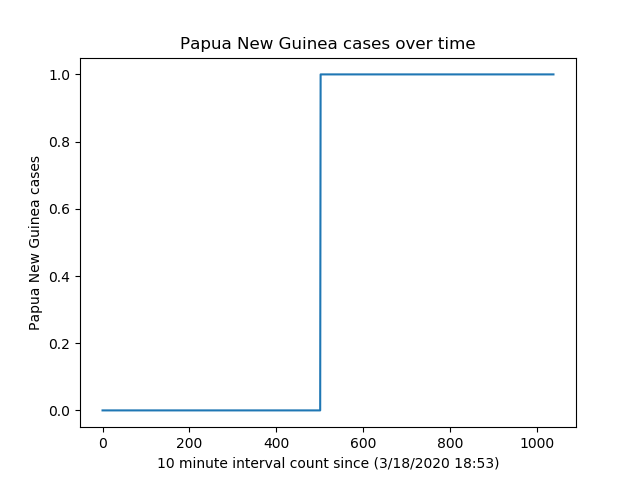 Papua New Guinea cases over time
1.0
0.8
0.6
0.4
0.2
0.0
Papua New Guinea cases
0 200 400 600 800 1000
10 minute interval count since (3/18/2020 18:53)